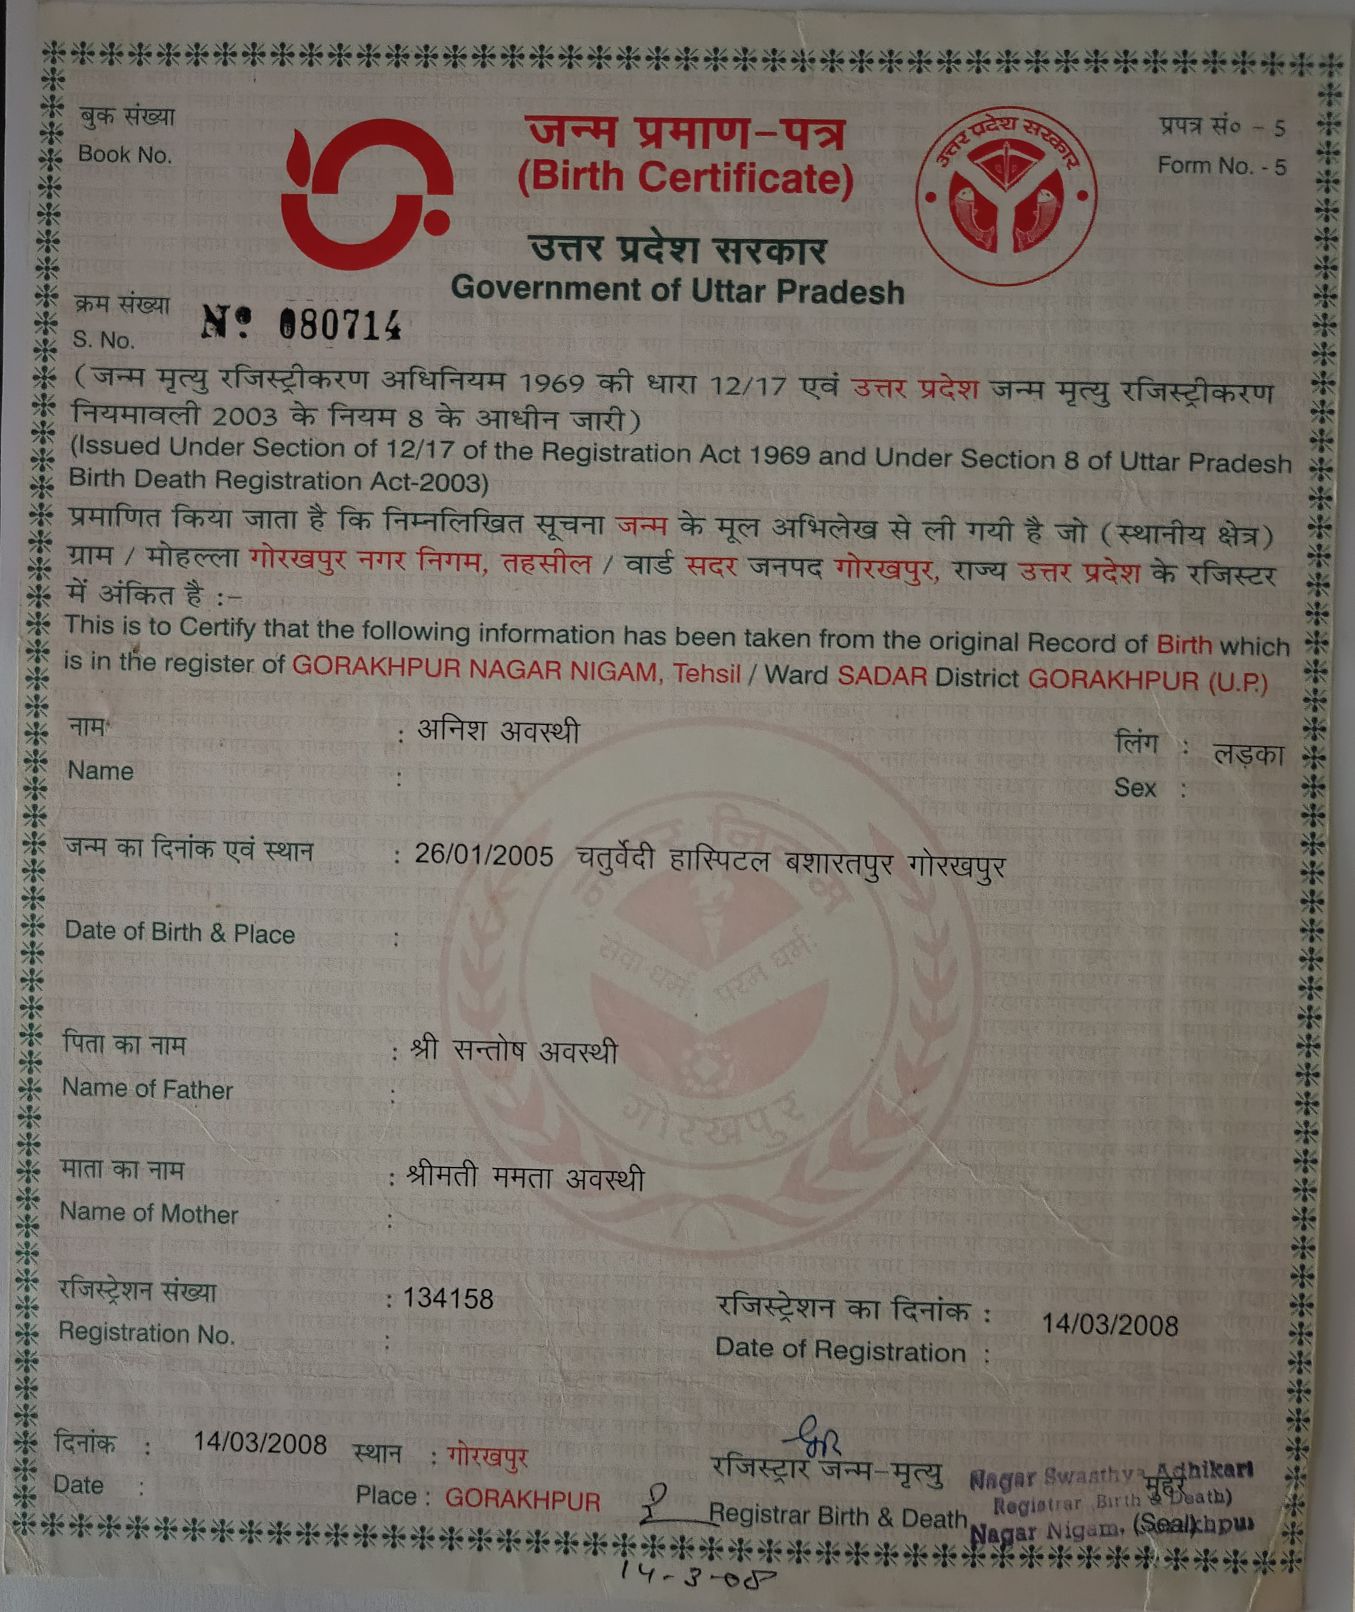 बुक संख्या
Book No.
जन्म प्रमाण-पत्र
(Birth Certificate)
उत्तर प्रदेश सरकार
प्रपत्र सं० - 5
Form No. - 5
उत्तर प्रदेश सरकार
Government of Uttar Pradesh
क्रम संख्या
S. No.
Nº 080714
(जन्म मृत्यु रजिस्ट्रीकरण अधिनियम 1969 की धारा 12/17 एवं उत्तर प्रदेश जन्म मृत्यु रजिस्ट्रीकरण
नियमावली 2003 के नियम 8 के आधीन जारी)
(Issued Under Section of 12/17 of the Registration Act 1969 and Under Section 8 of Uttar Pradesh
Birth Death Registration Act-2003)
प्रमाणित किया जाता है कि निम्नलिखित सूचना जन्म के मूल अभिलेख से ली गयी है जो (स्थानीय क्षेत्र)
ग्राम / मोहल्ला गोरखपुर नगर निगम, तहसील / वार्ड सदर जनपद गोरखपुर, राज्य उत्तर प्रदेश के रजिस्टर
में अंकित है :–
This is to Certify that the following information has been taken from the original Record of Birth which
is in the register of GORAKHPUR NAGAR NIGAM, Tehsil / Ward SADAR District GORAKHPUR (U.P.)
नाम : अनिश अवस्थी
लिंग : लड़का
Name :
Sex :
जन्म का दिनांक एवं स्थान : 26/01/2005 चतुर्वेदी हास्पिटल बशारतपुर गोरखपुर
Date of Birth & Place :
पिता का नाम : श्री सन्तोष अवस्थी
Name of Father :
माता का नाम : श्रीमती ममता अवस्थी
Name of Mother :
नगर निगम
सेवा धर्मः परम धर्मः
गोरखपुर
रजिस्ट्रेशन संख्या : 134158
Registration No. :
रजिस्ट्रेशन का दिनांक : 14/03/2008
Date of Registration :
दिनांक : 14/03/2008
Date :
स्थान : गोरखपुर
Place : GORAKHPUR
रजिस्ट्रार जन्म-मृत्यु
Registrar Birth & Death
मुहर
(Seal)
Nagar Swasthya Adhikari
Registrar Birth & Death)
Nagar Nigam,
14-3-08